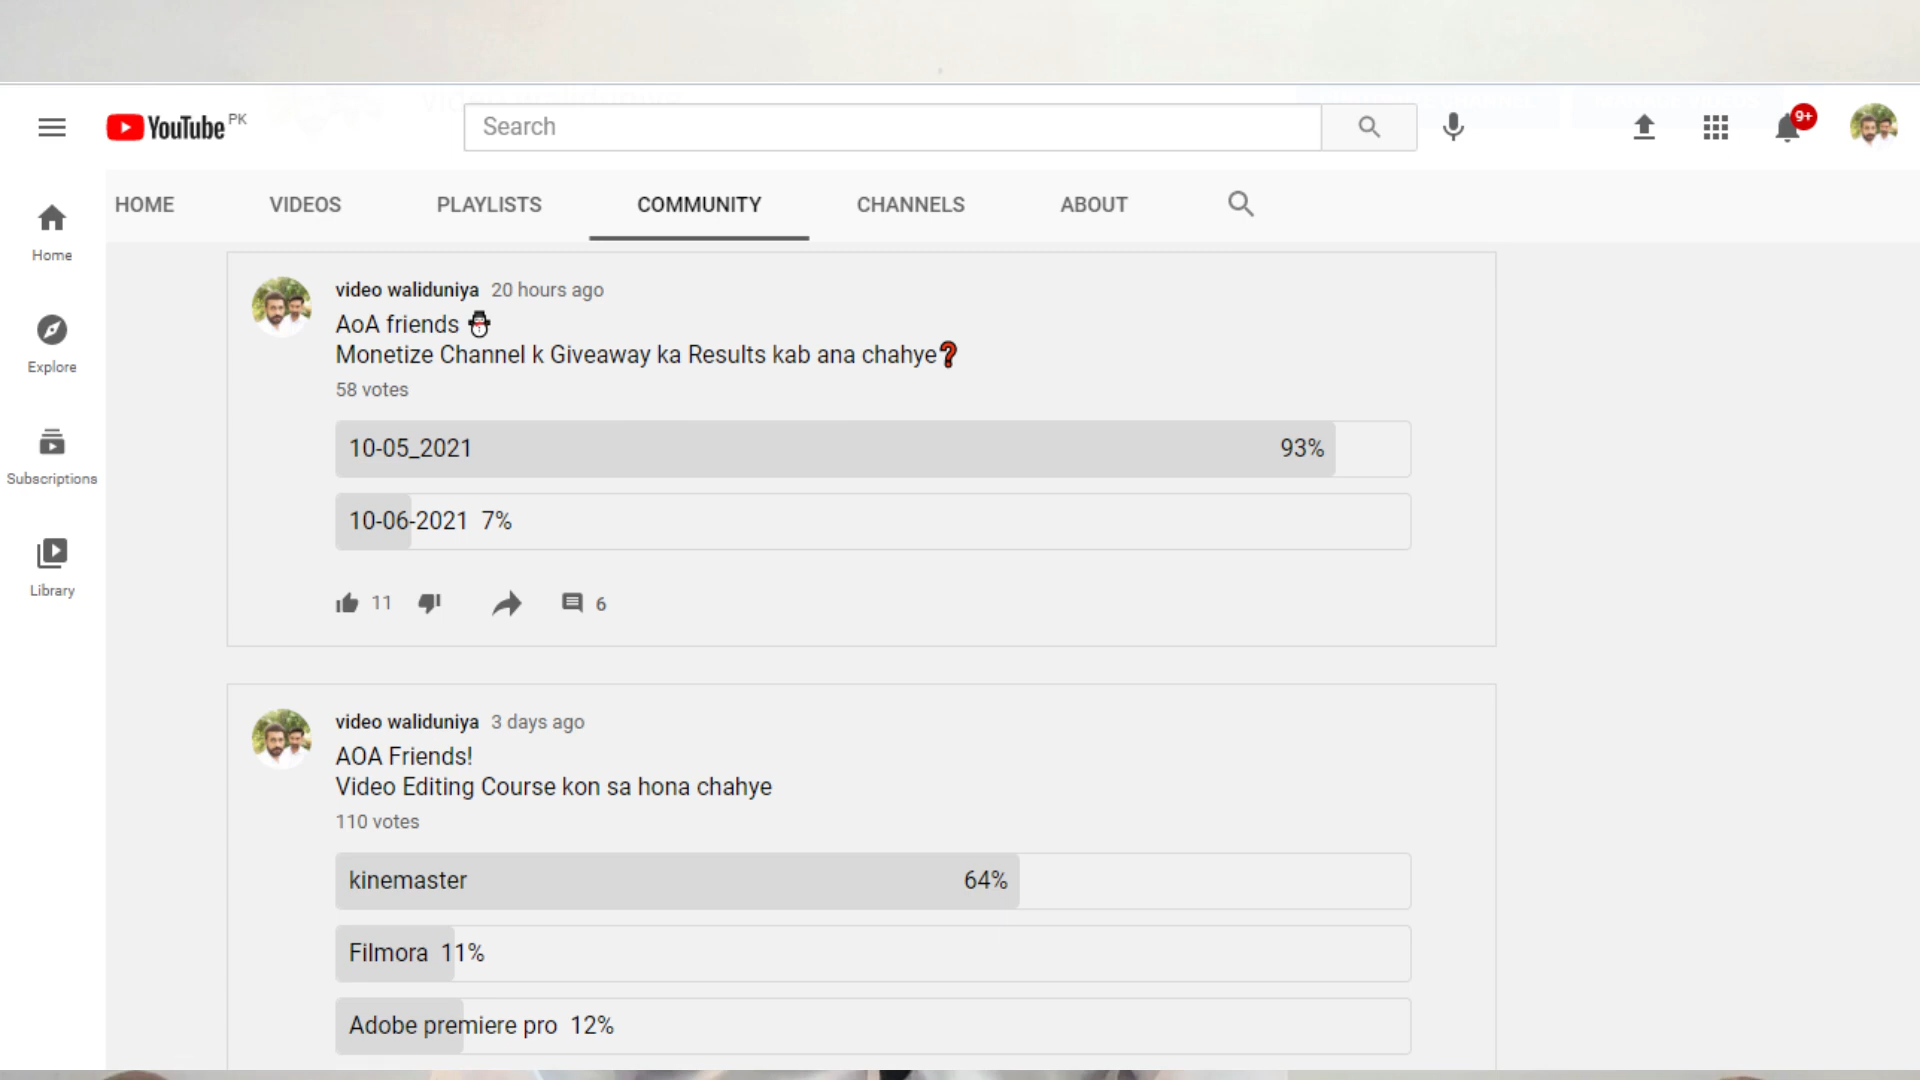 YouTube PK
Search
9+
HOME VIDEOS PLAYLISTS COMMUNITY CHANNELS ABOUT
Home
Explore
Subscriptions
Library
video waliduniya 20 hours ago
AoA friends ☃
Monetize Channel k Giveaway ka Results kab ana chahye❓
58 votes
10-05_2021 93%
10-06-2021 7%
11 6
video waliduniya 3 days ago
AOA Friends!
Video Editing Course kon sa hona chahye
110 votes
kinemaster 64%
Filmora 11%
Adobe premiere pro 12%